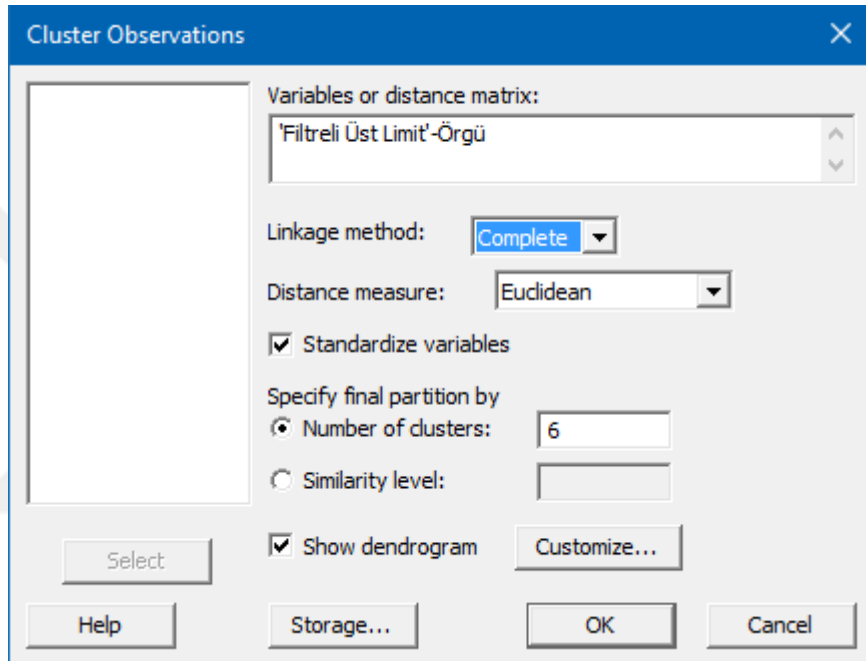 Cluster Observations
Variables or distance matrix:
'Filtreli Üst Limit'-Örgü
Linkage method: Complete
Distance measure: Euclidean
Standardize variables
Specify final partition by
Number of clusters: 6
Similarity level:
Show dendrogram Customize...
Select
Help Storage... OK Cancel